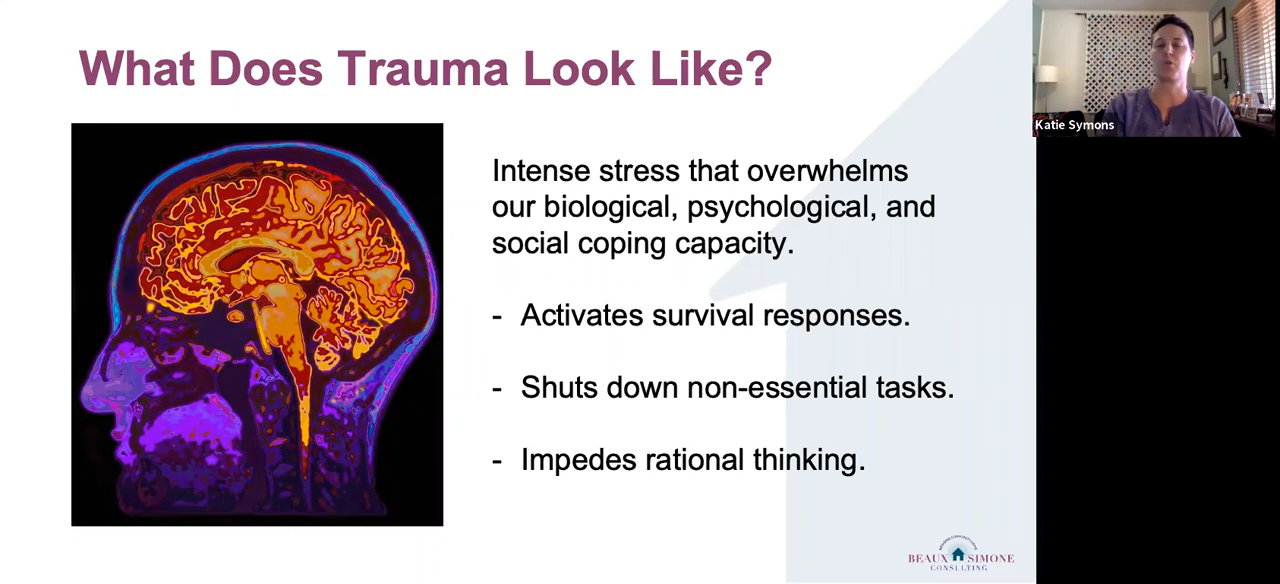 What Does Trauma Look Like?
Katie Symons
Intense stress that overwhelms
our biological, psychological, and
social coping capacity.
- Activates survival responses.
- Shuts down non-essential tasks.
- Impedes rational thinking.
BEAUX SIMONE
CONSULTING